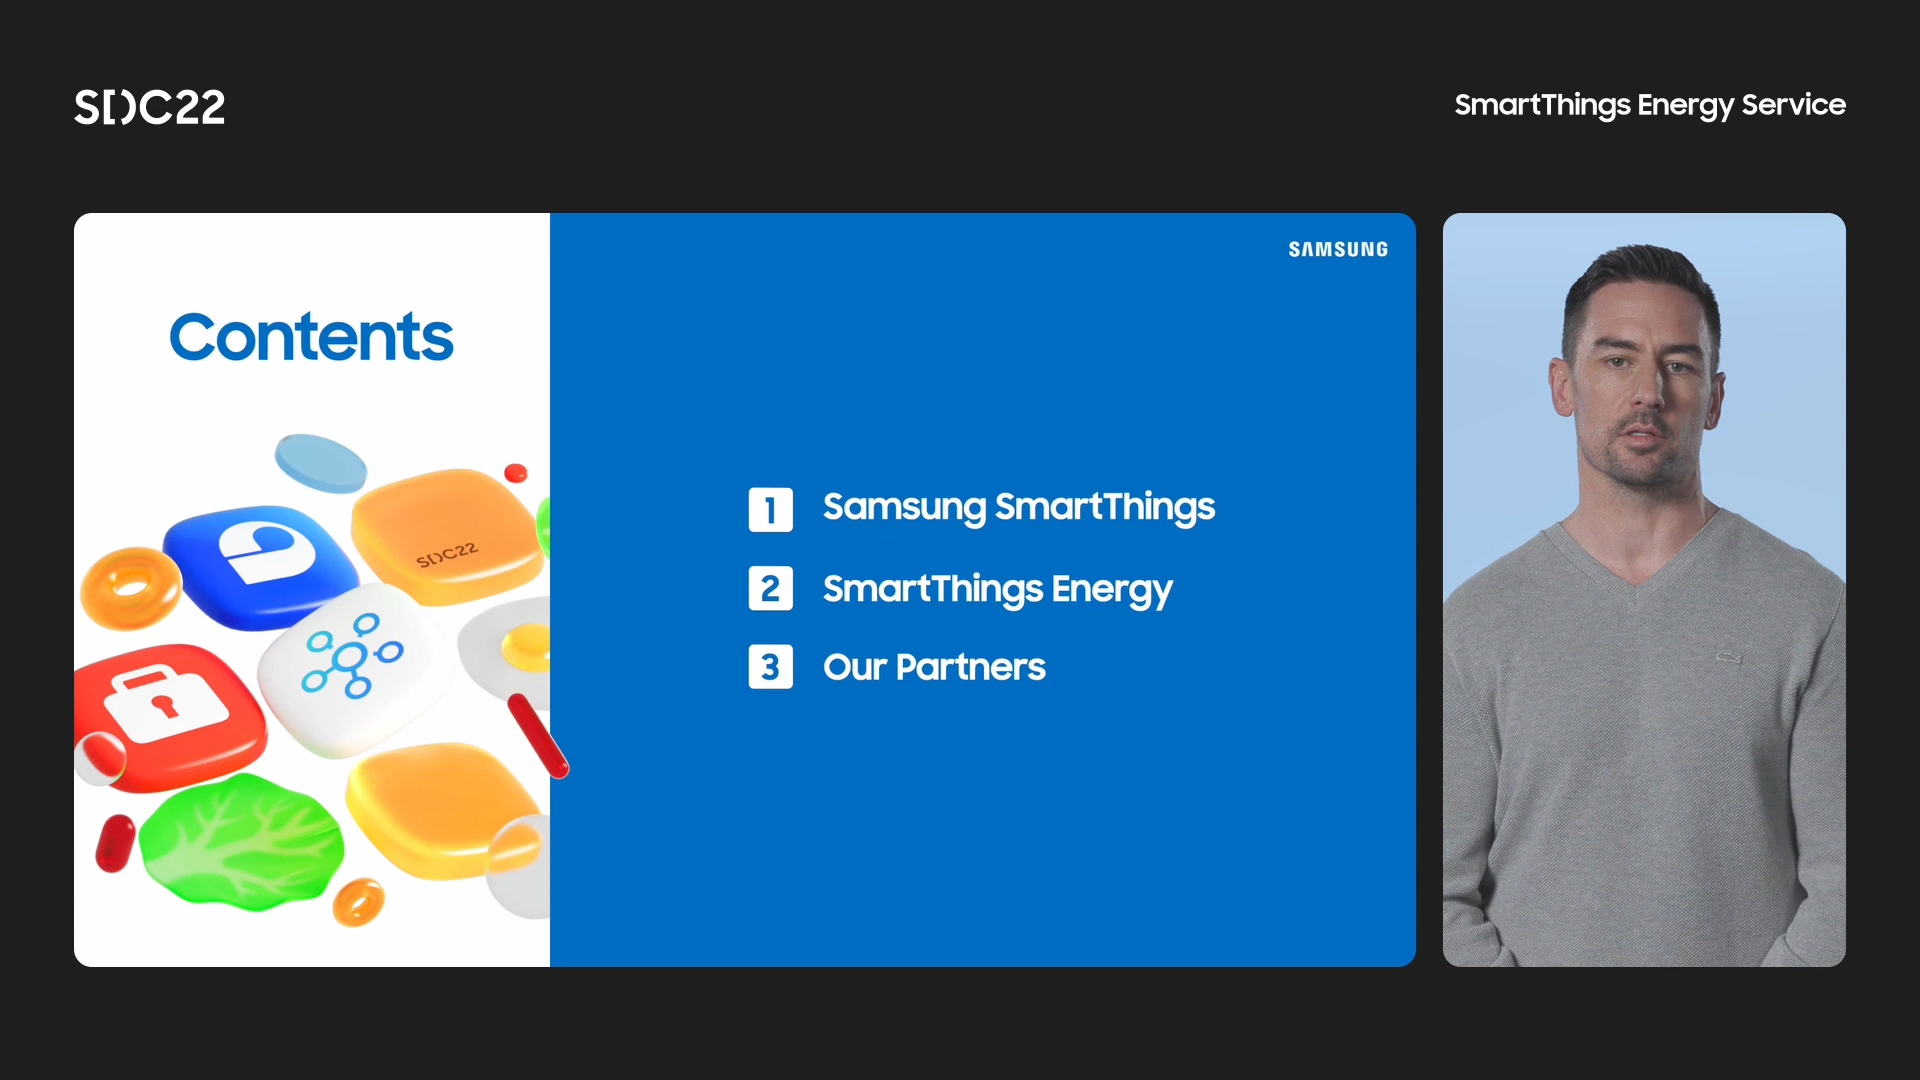 SDC22
SmartThings Energy Service
SAMSUNG
Contents
SDC22
1 Samsung SmartThings
2 SmartThings Energy
3 Our Partners